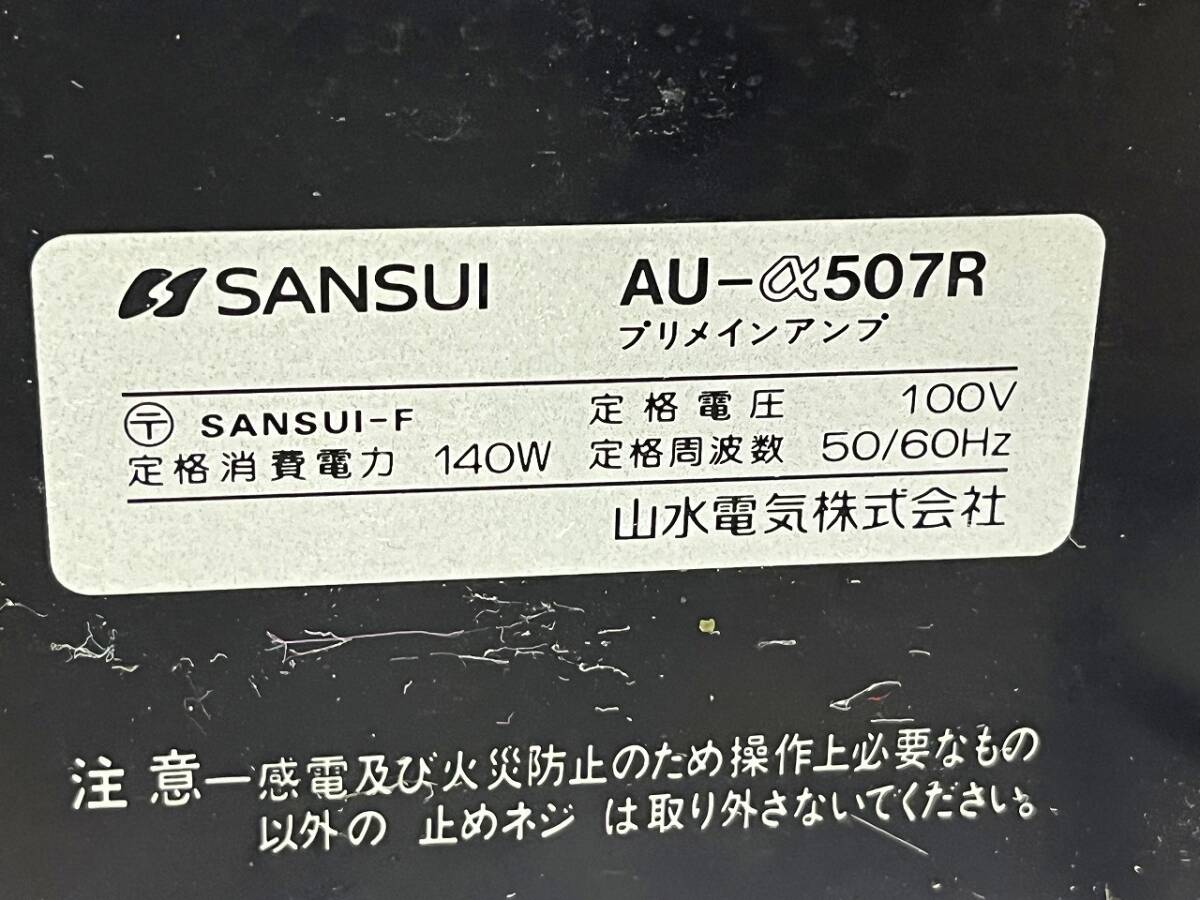 SANSUI
AU-α507R
プリメインアンプ
〒 SANSUI-F
定格電圧 100V
定格消費電力 140W
定格周波数 50/60Hz
山水電気株式会社
注意—感電及び火災防止のため操作上必要なもの
以外の 止めネジ は取り外さないでください。